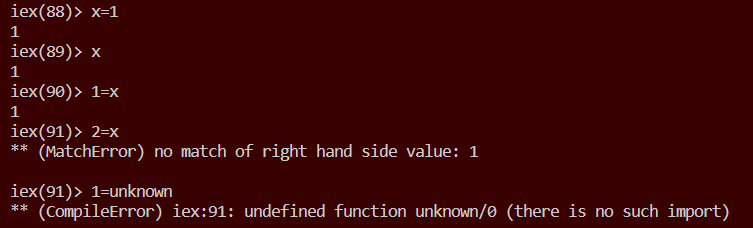 iex(88)> x=1
1
iex(89)> x
1
iex(90)> 1=x
1
iex(91)> 2=x
** (MatchError) no match of right hand side value: 1
iex(91)> 1=unknown
** (CompileError) iex:91: undefined function unknown/0 (there is no such import)